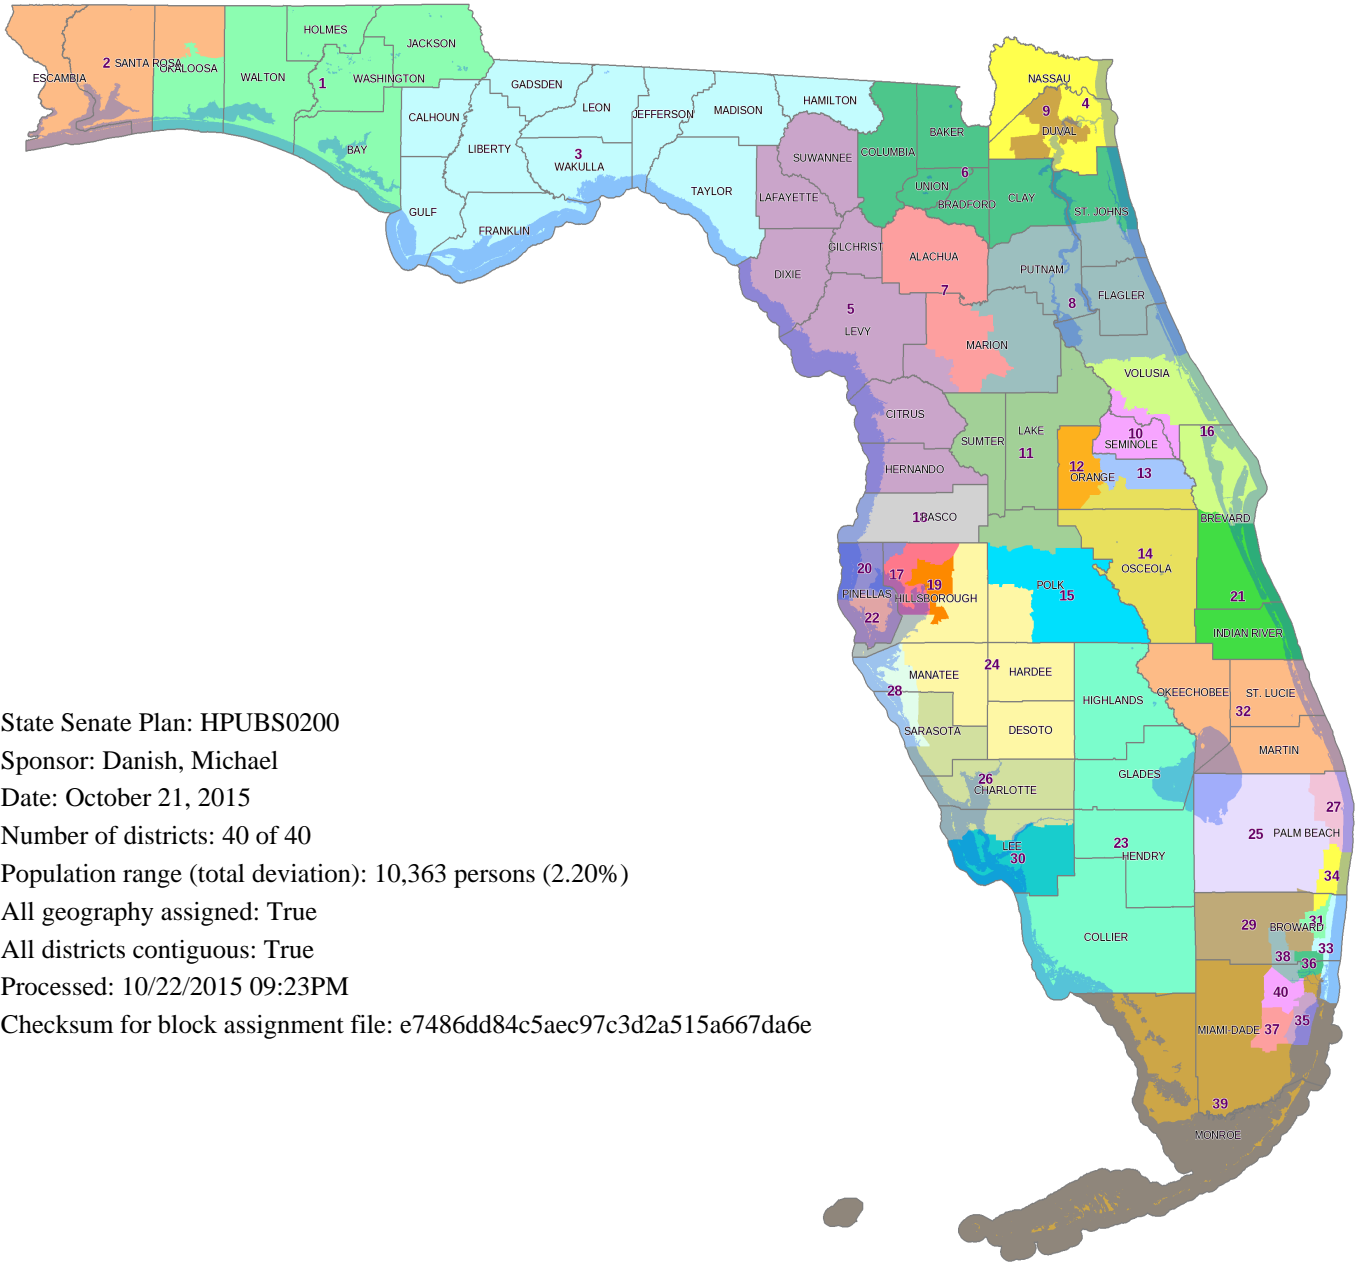 HOLMES
JACKSON
2 SANTA ROSA
OKALOOSA
ESCAMBIA
WALTON
1
WASHINGTON
BAY
GADSDEN
LEON
CALHOUN
JEFFERSON
MADISON
HAMILTON
LIBERTY
3
WAKULLA
TAYLOR
GULF
FRANKLIN
NASSAU
9
4
DUVAL
BAKER
COLUMBIA
SUWANNEE
6
UNION
BRADFORD
CLAY
ST. JOHNS
LAFAYETTE
GILCHRIST
ALACHUA
DIXIE
7
PUTNAM
8
FLAGLER
5
LEVY
MARION
VOLUSIA
CITRUS
SUMTER
LAKE
11
10
SEMINOLE
16
HERNANDO
12
ORANGE
13
18
PASCO
BREVARD
14
OSCEOLA
20
17
19
PINELLAS
HILLSBOROUGH
POLK
15
21
22
INDIAN RIVER
24
MANATEE
HARDEE
28
HIGHLANDS
OKEECHOBEE
ST. LUCIE
32
SARASOTA
DESOTO
MARTIN
26
CHARLOTTE
GLADES
27
25
PALM BEACH
LEE
30
23
HENDRY
34
29
BROWARD
31
33
38
36
COLLIER
40
35
MIAMI-DADE
37
39
MONROE
State Senate Plan: HPUBS0200
Sponsor: Danish, Michael
Date: October 21, 2015
Number of districts: 40 of 40
Population range (total deviation): 10,363 persons (2.20%)
All geography assigned: True
All districts contiguous: True
Processed: 10/22/2015 09:23PM
Checksum for block assignment file: e7486dd84c5aec97c3d2a515a667da6e